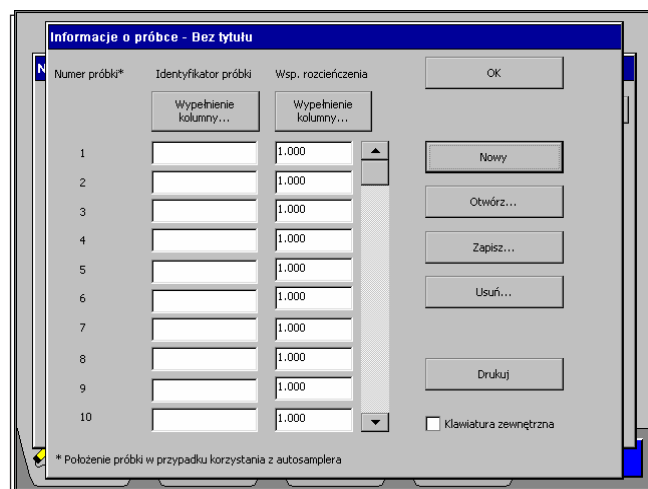 Informacje o próbce - Bez tytułu
N
Numer próbki* Identyfikator próbki Wsp. rozcieńczenia OK
Wypełnienie kolumny... Wypełnienie kolumny...
1 1.000 Nowy
2 1.000
3 1.000 Otwórz...
4 1.000 Zapisz...
5 1.000
6 1.000 Usuń...
7 1.000
8 1.000 Drukuj
9 1.000
10 1.000 Klawiatura zewnętrzna
* Położenie próbki w przypadku korzystania z autosamplera